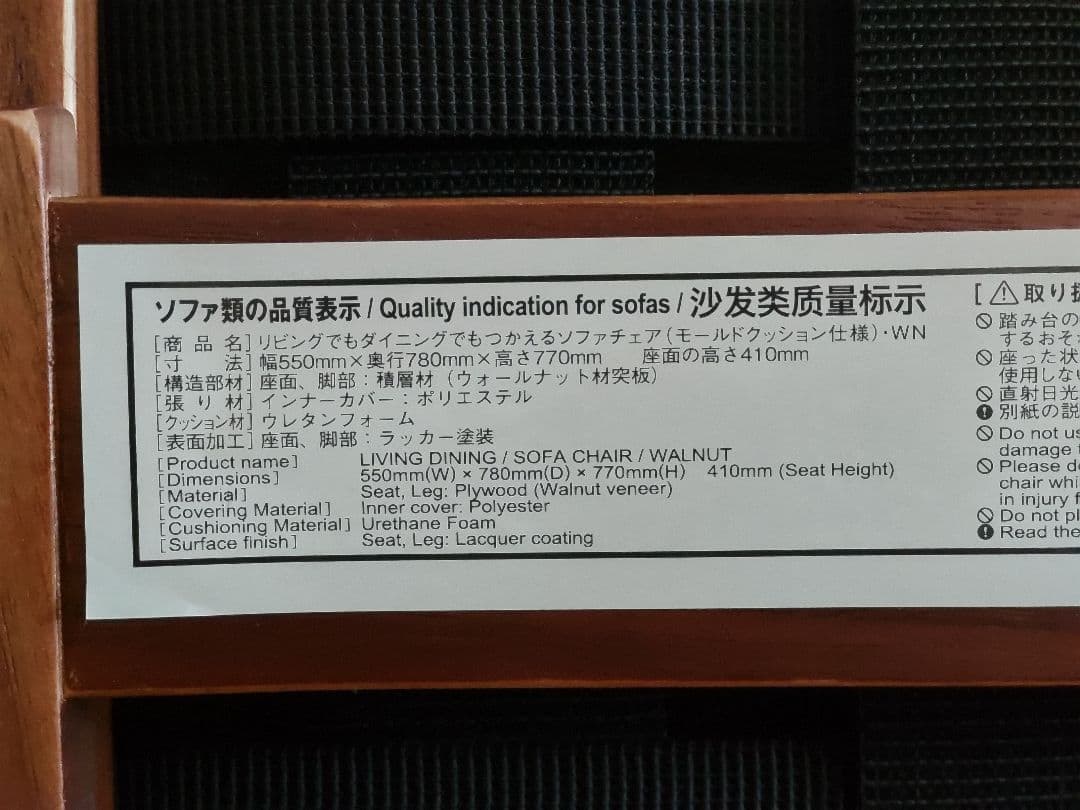 ソファ類の品質表示 / Quality indication for sofas / 沙发类质量标示
[商 品 名] リビングでもダイニングでもつかえるソファチェア(モールドクッション仕様)・WN
[寸 法] 幅550mm×奥行780mm×高さ770mm 座面の高さ410mm
[構造部材] 座面、脚部：積層材（ウォールナット材突板）
[張 り 材] インナーカバー：ポリエステル
[クッション材] ウレタンフォーム
[表面加工] 座面、脚部：ラッカー塗装
[Product name] LIVING DINING / SOFA CHAIR / WALNUT
[Dimensions] 550mm(W) × 780mm(D) × 770mm(H) 410mm (Seat Height)
[Material] Seat, Leg: Plywood (Walnut veneer)
[Covering Material] Inner cover: Polyester
[Cushioning Material] Urethane Foam
[Surface finish] Seat, Leg: Lacquer coating
[⚠取り扱
踏み台の
するおそ
座った状
使用しな
直射日光
別紙の説
Do not us
damage t
Please do
chair whi
in injury f
Do not pl
Read the